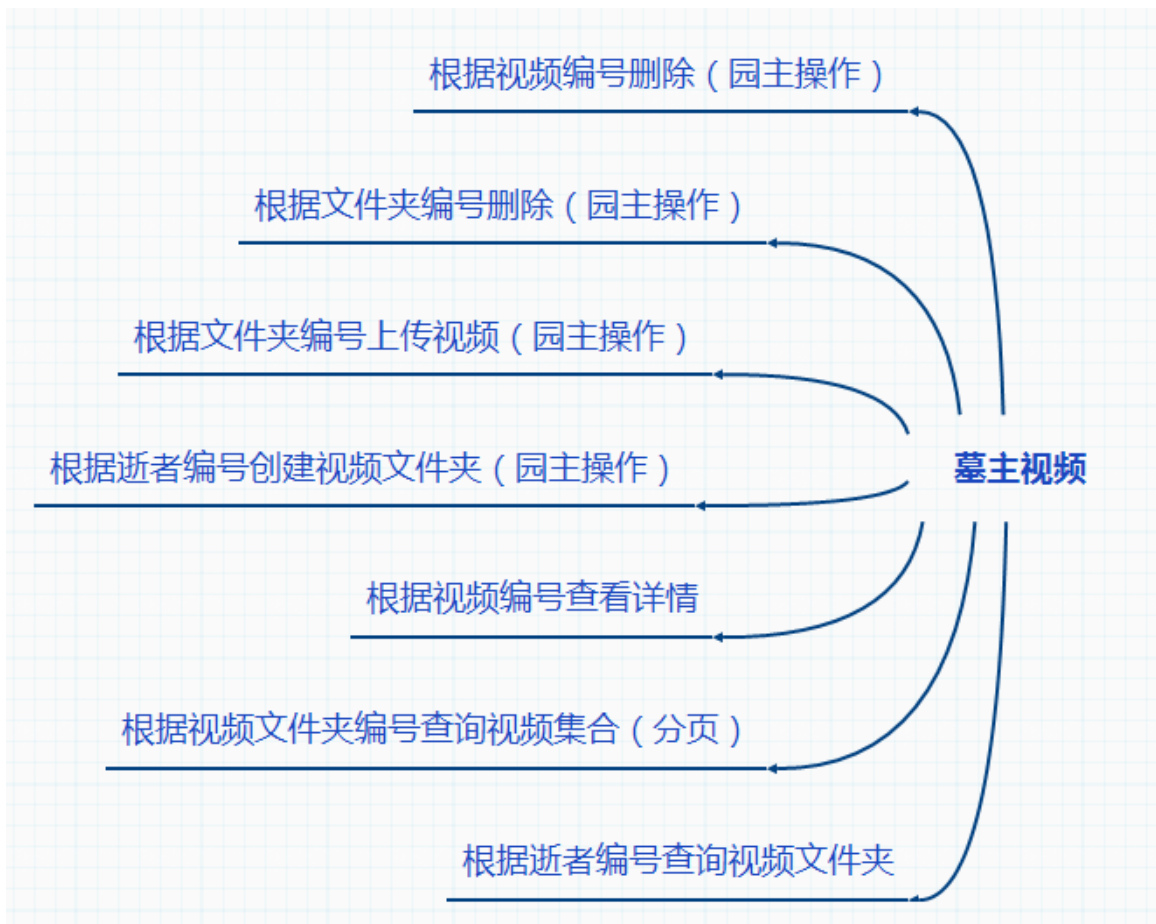 根据视频编号删除（园主操作）
根据文件夹编号删除（园主操作）
根据文件夹编号上传视频（园主操作）
根据逝者编号创建视频文件夹（园主操作）
墓主视频
根据视频编号查看详情
根据视频文件夹编号查询视频集合（分页）
根据逝者编号查询视频文件夹